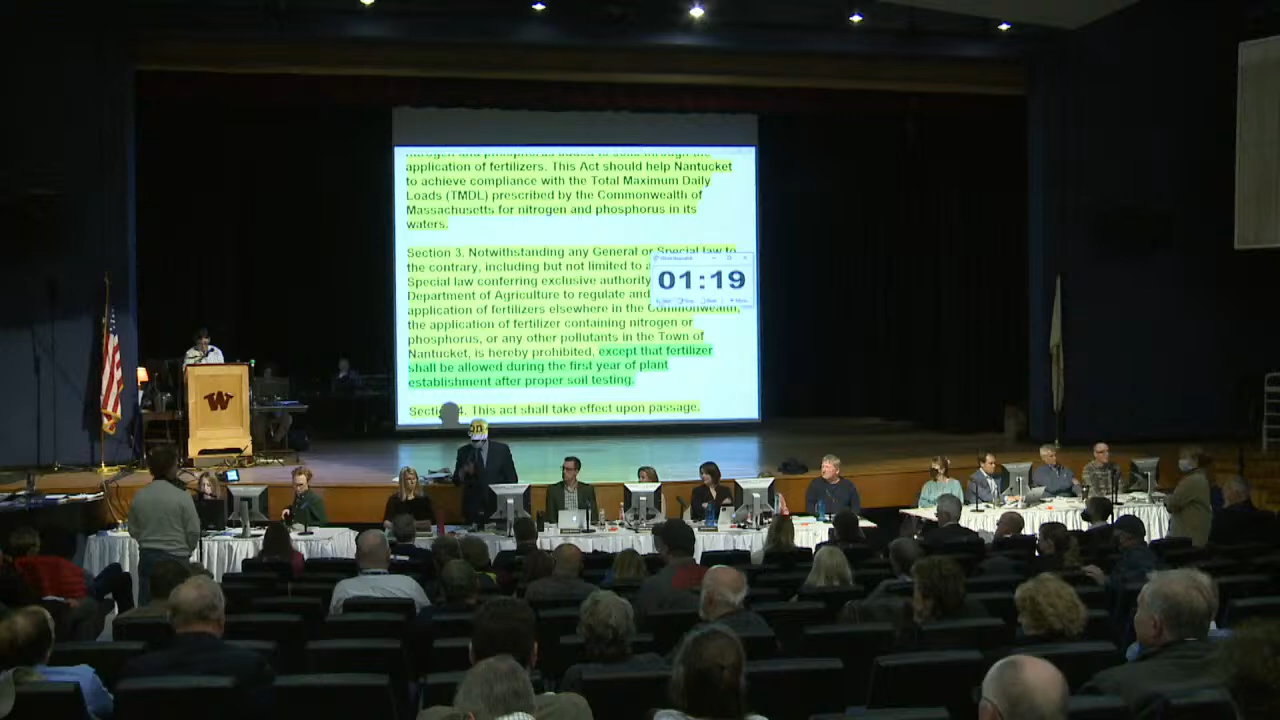 application of fertilizers. This Act should help Nantucket
to achieve compliance with the Total Maximum Daily
Loads (TMDL) prescribed by the Commonwealth of
Massachusetts for nitrogen and phosphorus in its
waters.
Section 3. Notwithstanding any General or Special law to
the contrary, including but not limited to
Special law conferring exclusive authority
Department of Agriculture to regulate and
application of fertilizers elsewhere in the Commonwealth,
the application of fertilizer containing nitrogen or
phosphorus, or any other pollutants in the Town of
Nantucket, is hereby prohibited, except that fertilizer
shall be allowed during the first year of plant
establishment after proper soil testing.
4. This act shall take effect upon passage.
01:19
W